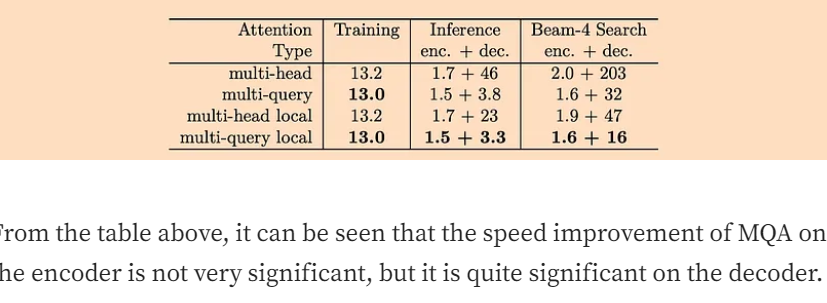 Attention Training Inference Beam-4 Search
Type enc. + dec. enc. + dec.
multi-head 13.2 1.7 + 46 2.0 + 203
multi-query 13.0 1.5 + 3.8 1.6 + 32
multi-head local 13.2 1.7 + 23 1.9 + 47
multi-query local 13.0 1.5 + 3.3 1.6 + 16
From the table above, it can be seen that the speed improvement of MQA on
the encoder is not very significant, but it is quite significant on the decoder.